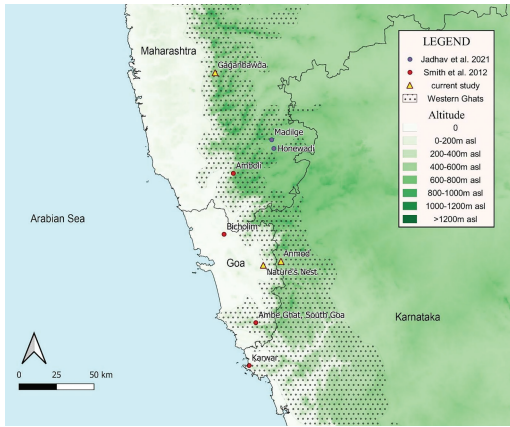 Maharashtra
Gaganbawda
Madilge
Honewadi
Amboli
Arabian Sea
Bicholim
Goa
Anmod
Nature's Nest
Ambe Ghat, South Goa
Karnataka
Karwar
0 25 50 km
LEGEND
Jadhav et al. 2021
Smith et al. 2012
current study
Western Ghats
Altitude
0
0-200m asl
200-400m asl
400-600m asl
600-800m asl
800-1000m asl
1000-1200m asl
>1200m asl